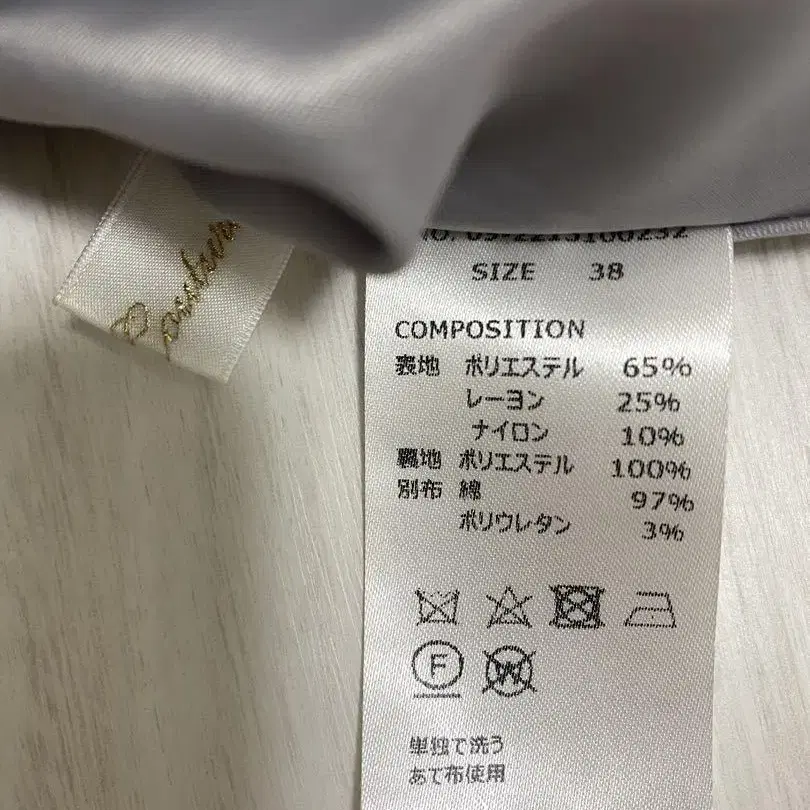 SIZE 38
COMPOSITION
表地 ポリエステル 65%
レーヨン 25%
ナイロン 10%
裏地 ポリエステル 100%
別布 綿 97%
ポリウレタン 3%
F W
単独で洗う
あて布使用